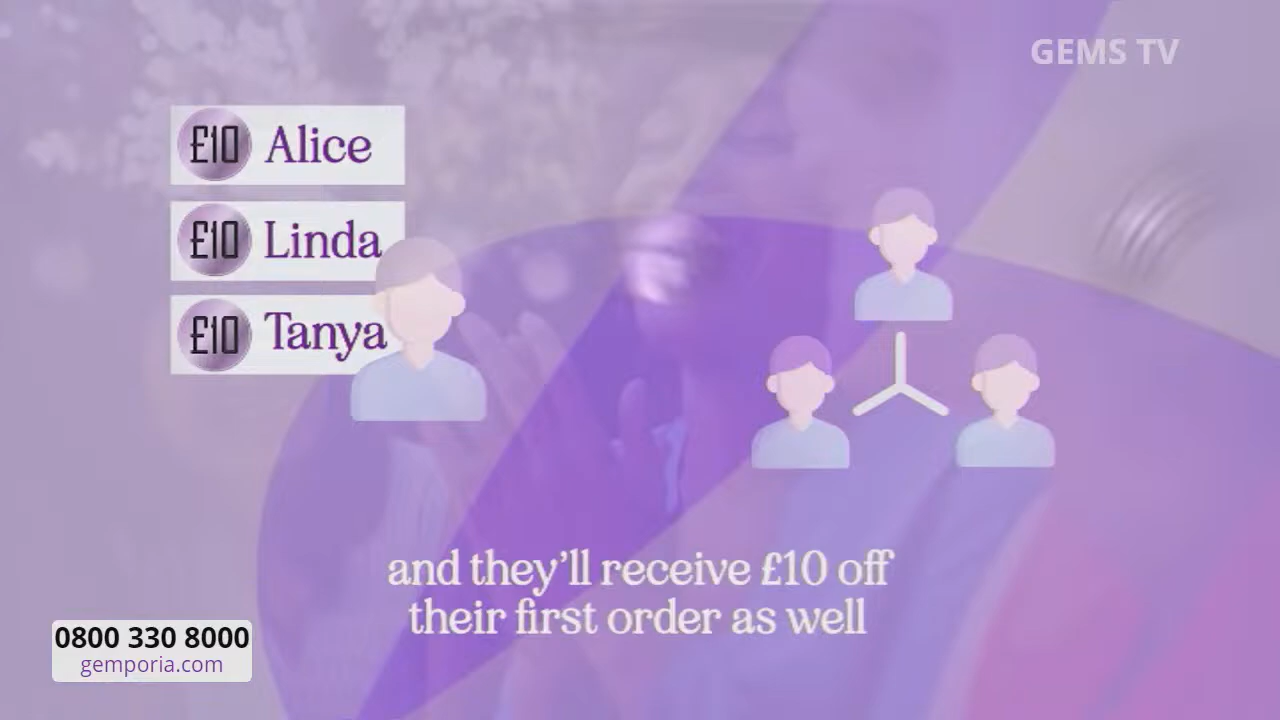 GEMS TV
£10 Alice
£10 Linda
£10 Tanya
and they'll receive £10 off
their first order as well
0800 330 8000
gemporia.com